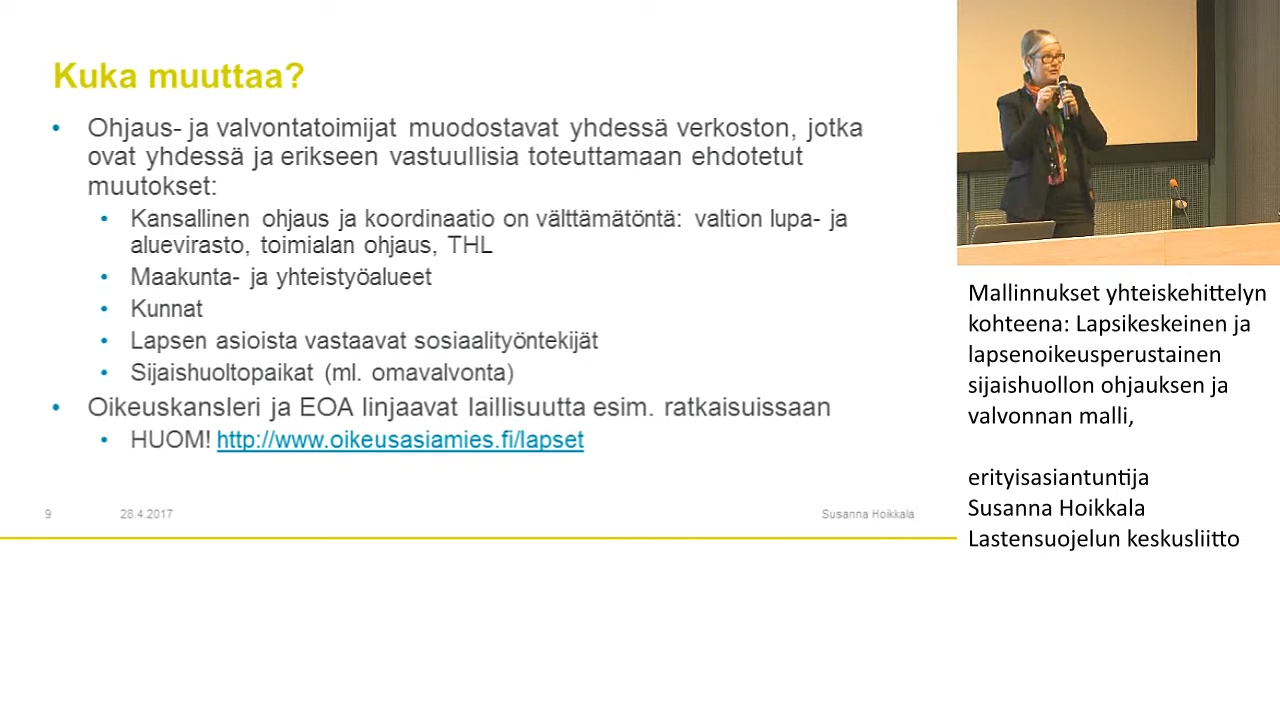 Kuka muuttaa?
• Ohjaus- ja valvontatoimijat muodostavat yhdessä verkoston, jotka
ovat yhdessä ja erikseen vastuullisia toteuttamaan ehdotetut
muutokset:
• Kansallinen ohjaus ja koordinaatio on välttämätöntä: valtion lupa- ja
aluevirasto, toimialan ohjaus, THL
• Maakunta- ja yhteistyöalueet
• Kunnat
• Lapsen asioista vastaavat sosiaalityöntekijät
• Sijaishuoltopaikat (ml. omavalvonta)
• Oikeuskansleri ja EOA linjaavat laillisuutta esim. ratkaisuissaan
• HUOM! http://www.oikeusasiamies.fi/lapset
9 28.4.2017 Susanna Hoikkala
Mallinnukset yhteiskehittelyn
kohteena: Lapsikeskeinen ja
lapsenoikeusperustainen
sijaishuollon ohjauksen ja
valvonnan malli,
erityisasiantuntija
Susanna Hoikkala
Lastensuojelun keskusliitto